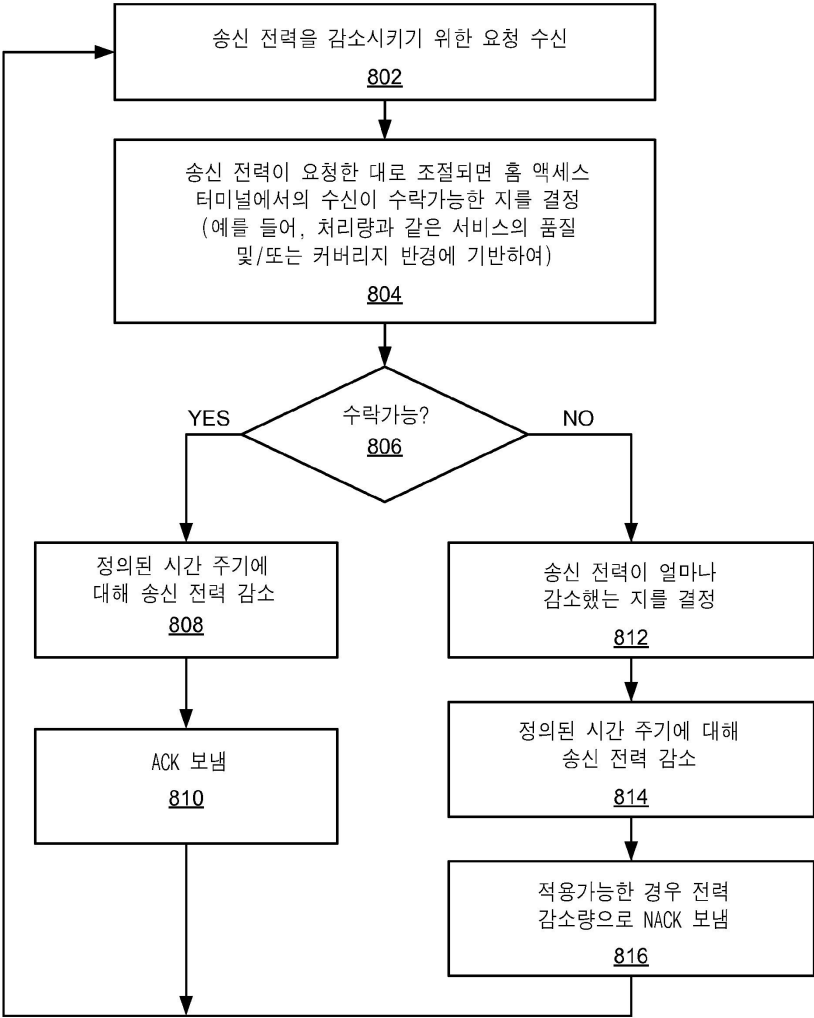 송신 전력을 감소시키기 위한 요청 수신
802
송신 전력이 요청한 대로 조절되면 홈 액세스
터미널에서의 수신이 수락가능한 지를 결정
(예를 들어, 처리량과 같은 서비스의 품질
및/또는 커버리지 반경에 기반하여)
804
수락가능?
806
YES
NO
정의된 시간 주기에
대해 송신 전력 감소
808
ACK 보냄
810
송신 전력이 얼마나
감소했는 지를 결정
812
정의된 시간 주기에 대해
송신 전력 감소
814
적용가능한 경우 전력
감소량으로 NACK 보냄
816